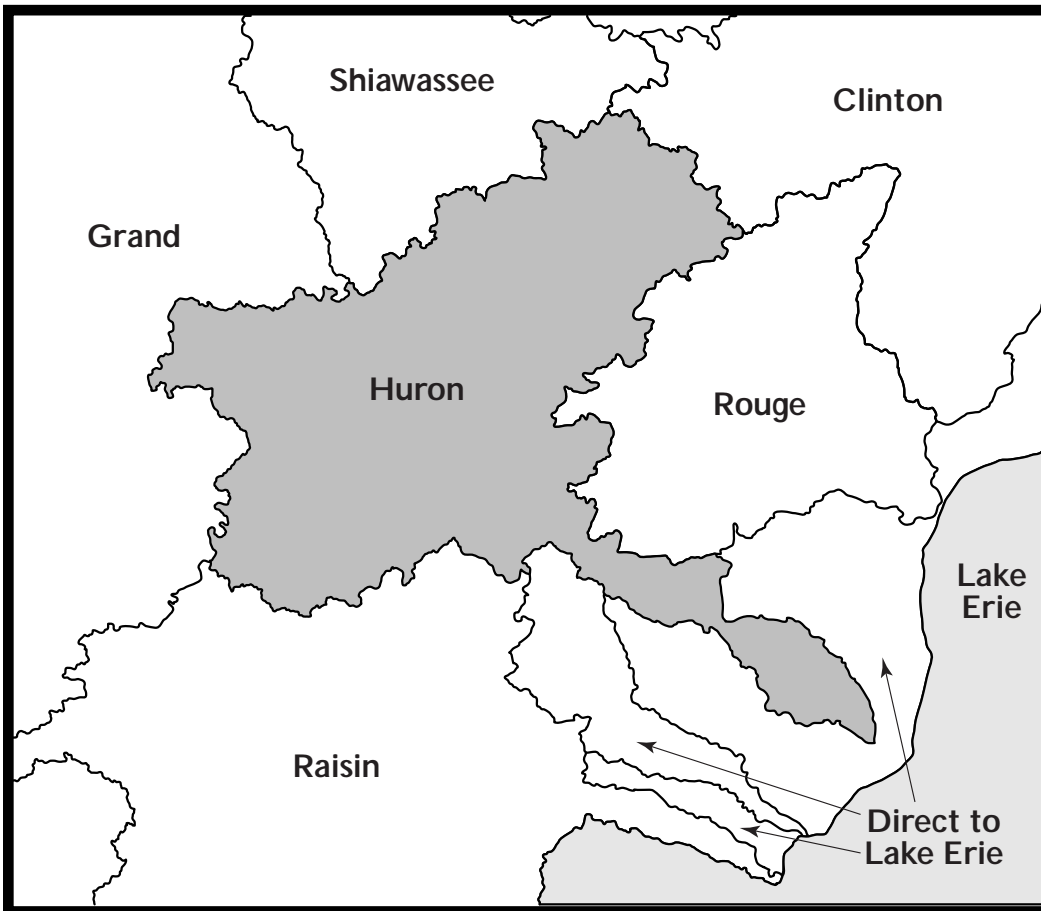 Shiawassee
Clinton
Grand
Huron
Rouge
Lake
Erie
Raisin
Direct to
Lake Erie